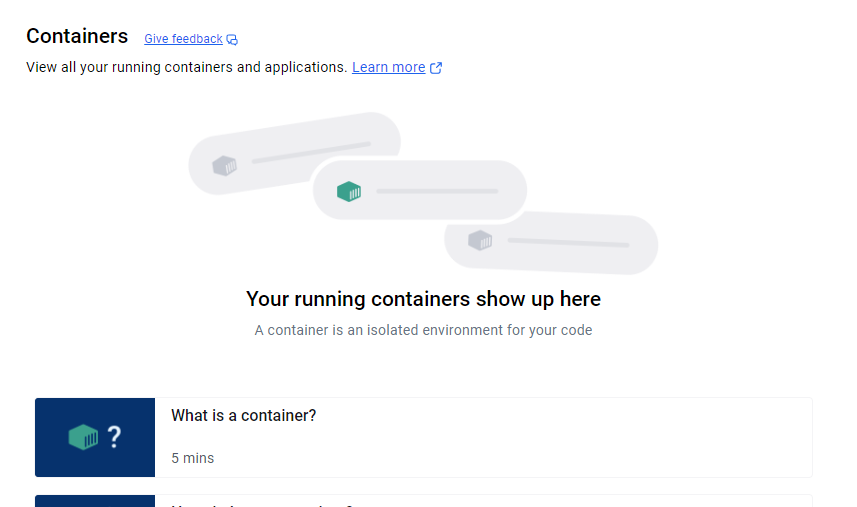 Containers Give feedback
View all your running containers and applications. Learn more
Your running containers show up here
A container is an isolated environment for your code
?
What is a container?
5 mins